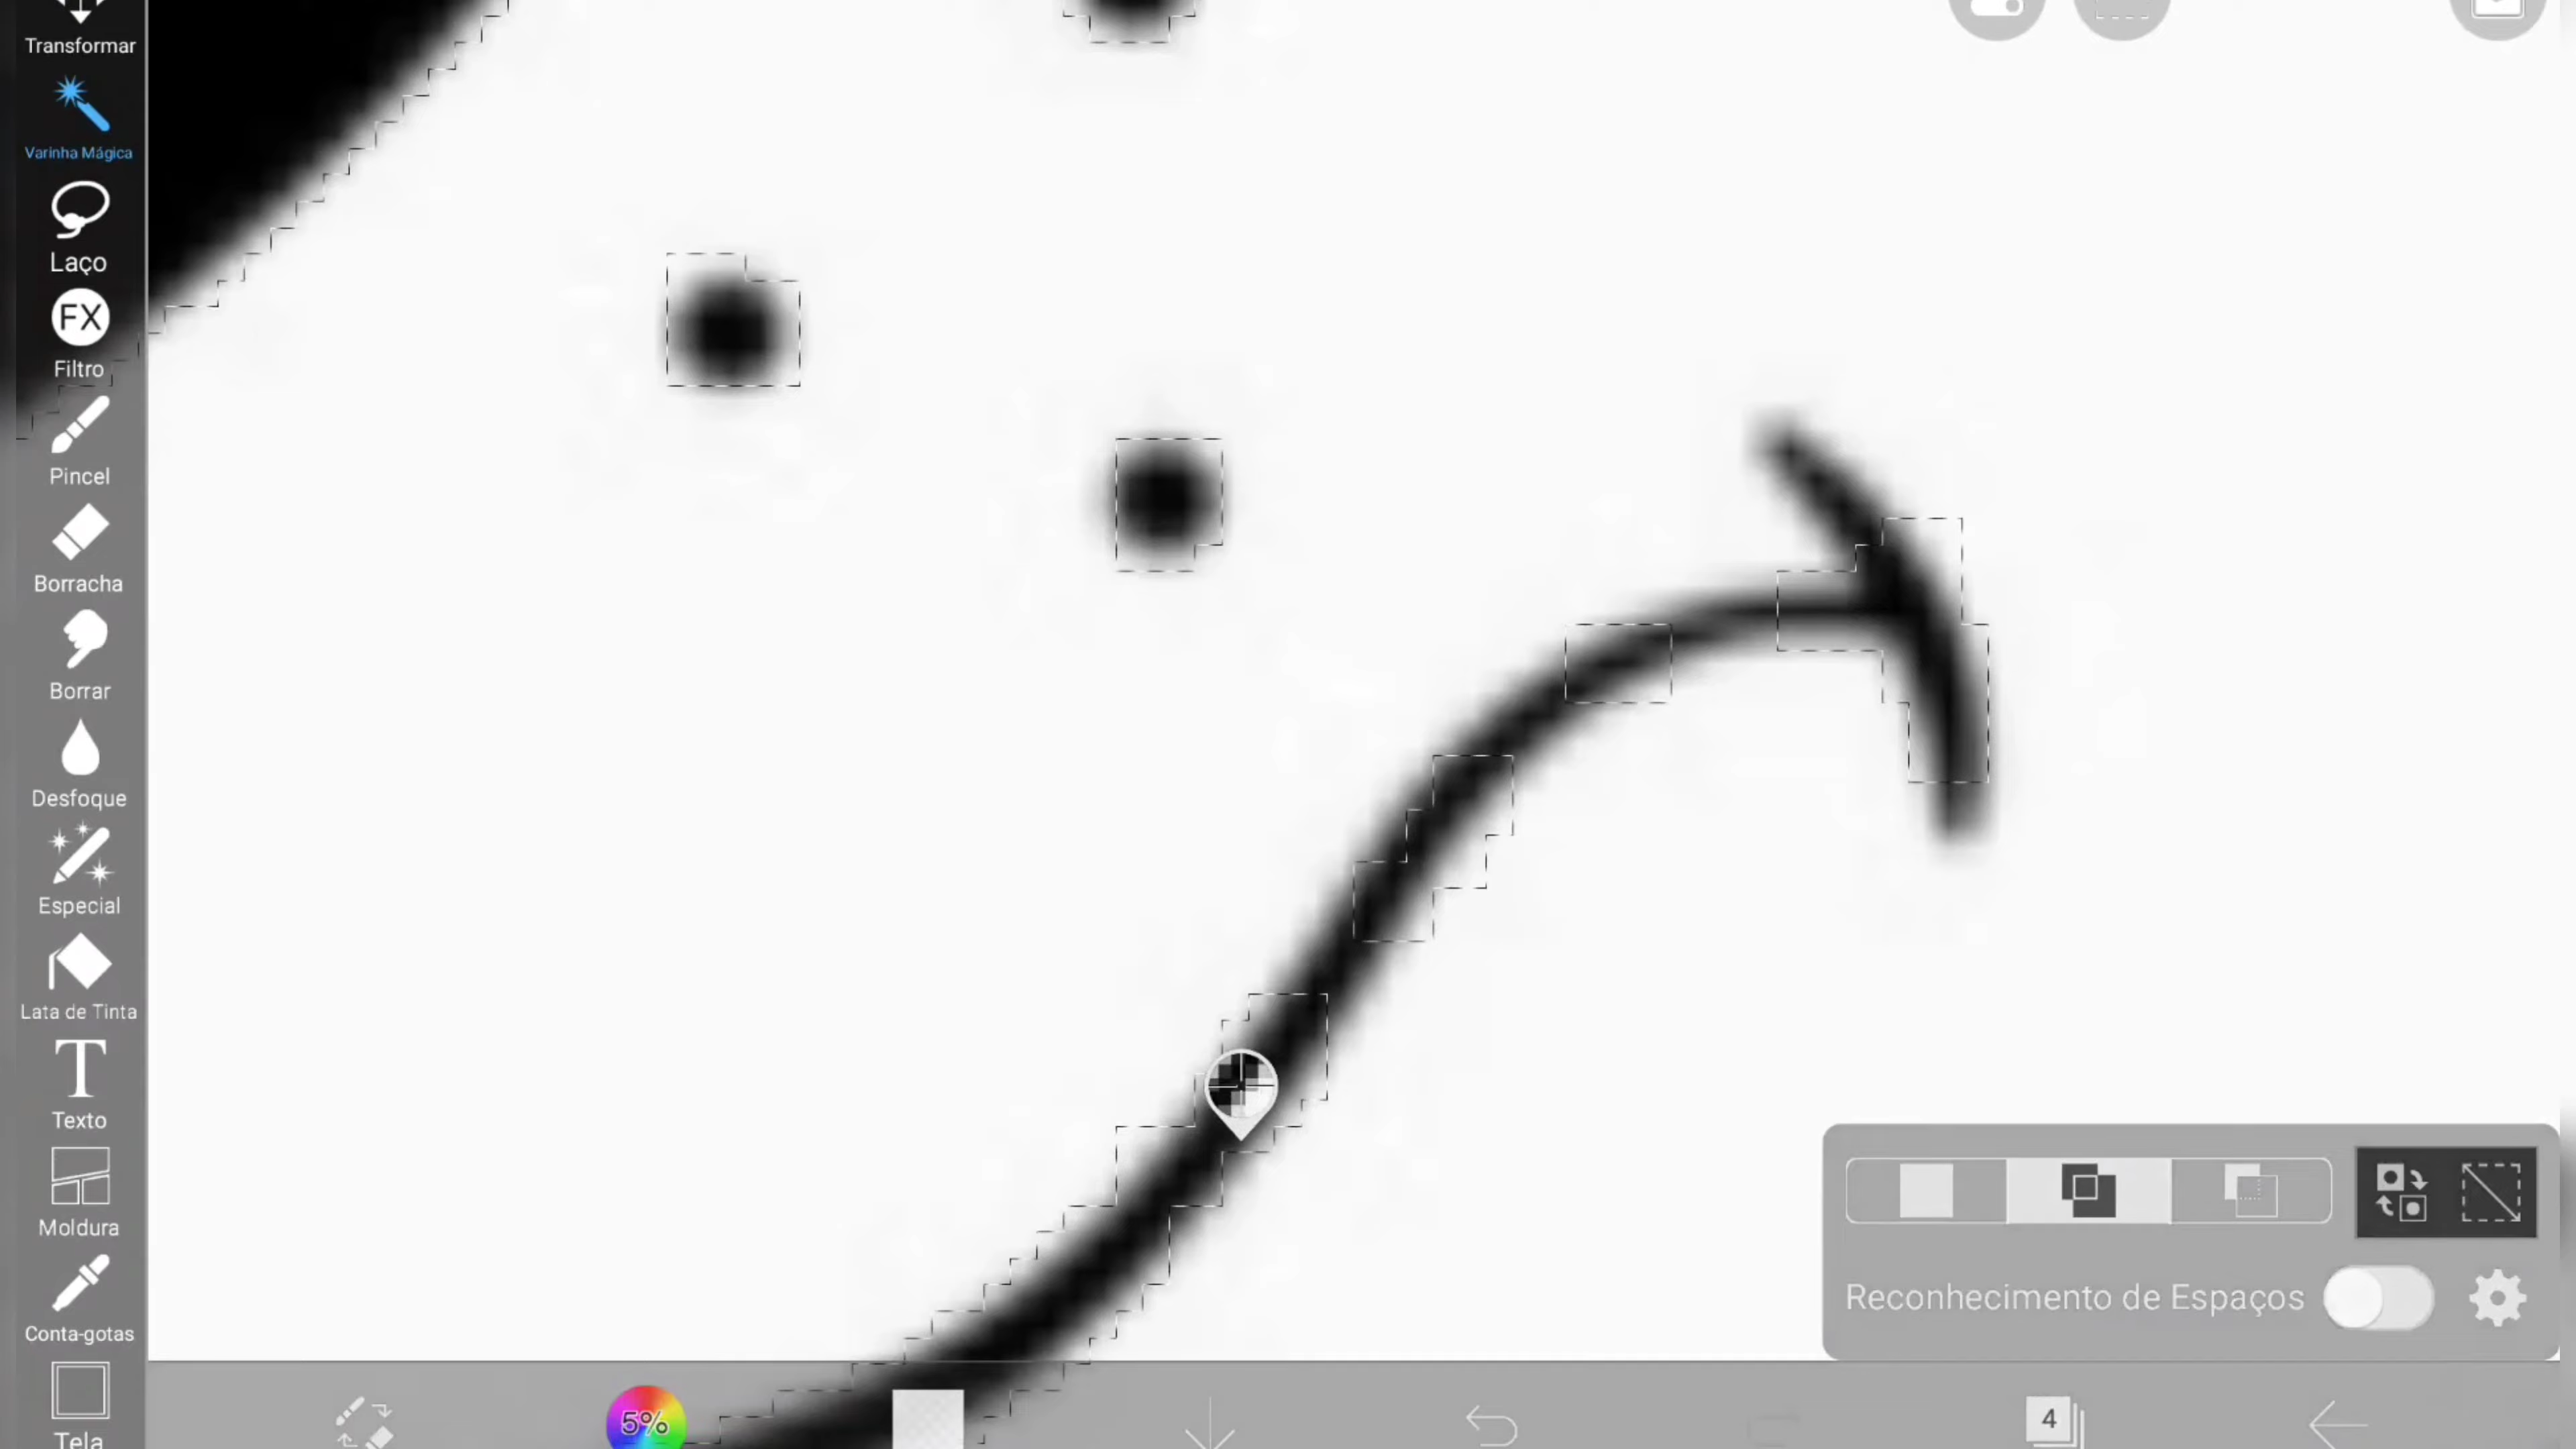 Transformar
Varinha Mágica
Laço
FX
Filtro
Pincel
Borracha
Borrar
Desfoque
Especial
Lata de Tinta
T
Texto
Moldura
Conta-gotas
Tela
Reconhecimento de Espaços
5%
4